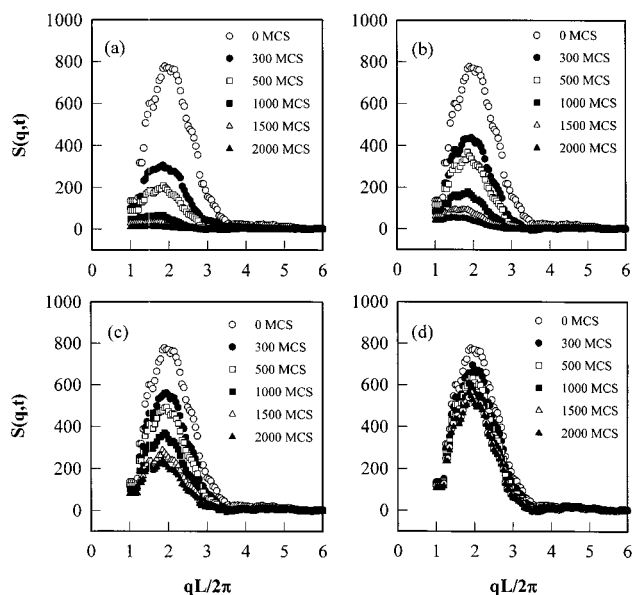 (a)
0 MCS
300 MCS
500 MCS
1000 MCS
1500 MCS
2000 MCS
S(q,t)
1000
800
600
400
200
0
0 1 2 3 4 5 6
(b)
0 MCS
300 MCS
500 MCS
1000 MCS
1500 MCS
2000 MCS
1000
800
600
400
200
0
0 1 2 3 4 5 6
(c)
0 MCS
300 MCS
500 MCS
1000 MCS
1500 MCS
2000 MCS
S(q,t)
1000
800
600
400
200
0
0 1 2 3 4 5 6
qL/2π
(d)
0 MCS
300 MCS
500 MCS
1000 MCS
1500 MCS
2000 MCS
1000
800
600
400
200
0
0 1 2 3 4 5 6
qL/2π